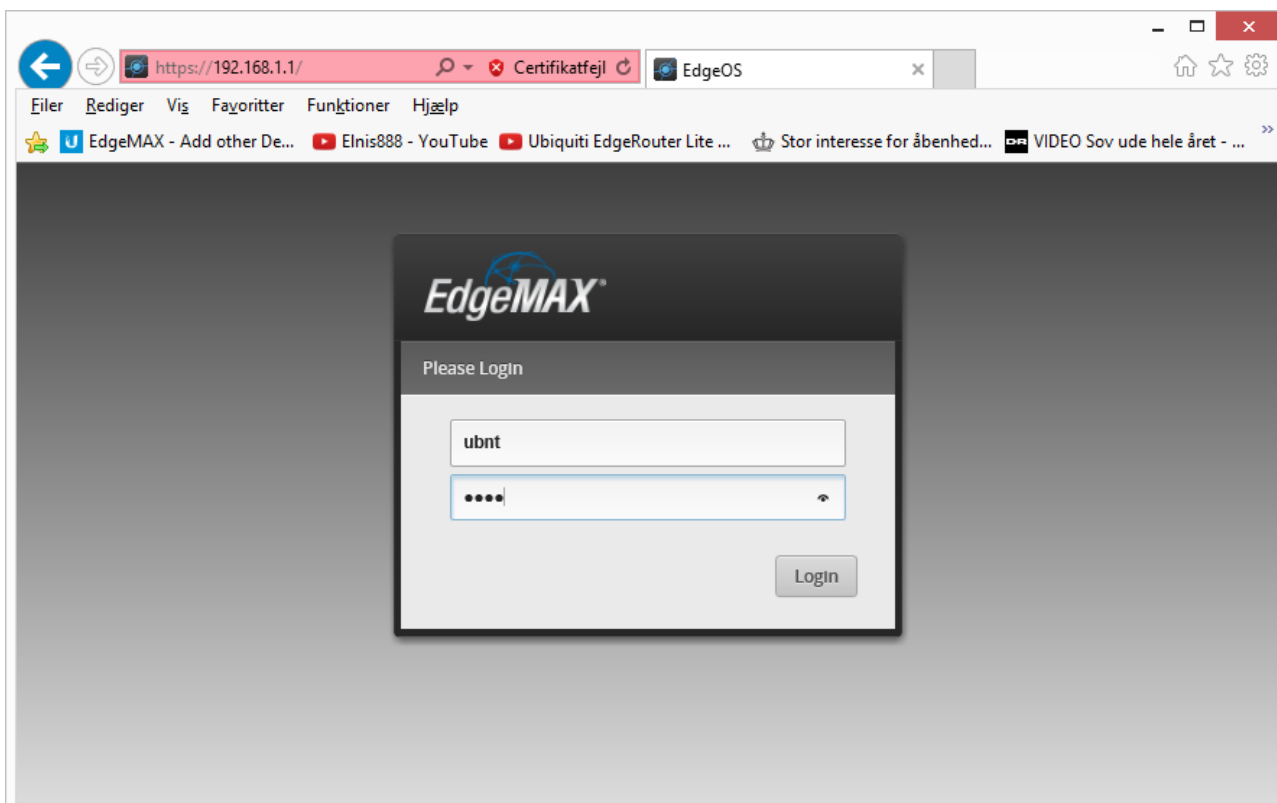 https://192.168.1.1/ Certifikatfejl EdgeOS
Filer Rediger Vis Favoritter Funktioner Hjælp
EdgeMAX - Add other De... Elnis888 - YouTube Ubiquiti EdgeRouter Lite ... Stor interesse for åbenhed... DR VIDEO Sov ude hele året - ...
EdgeMAX®
Please Login
ubnt
••••
Login